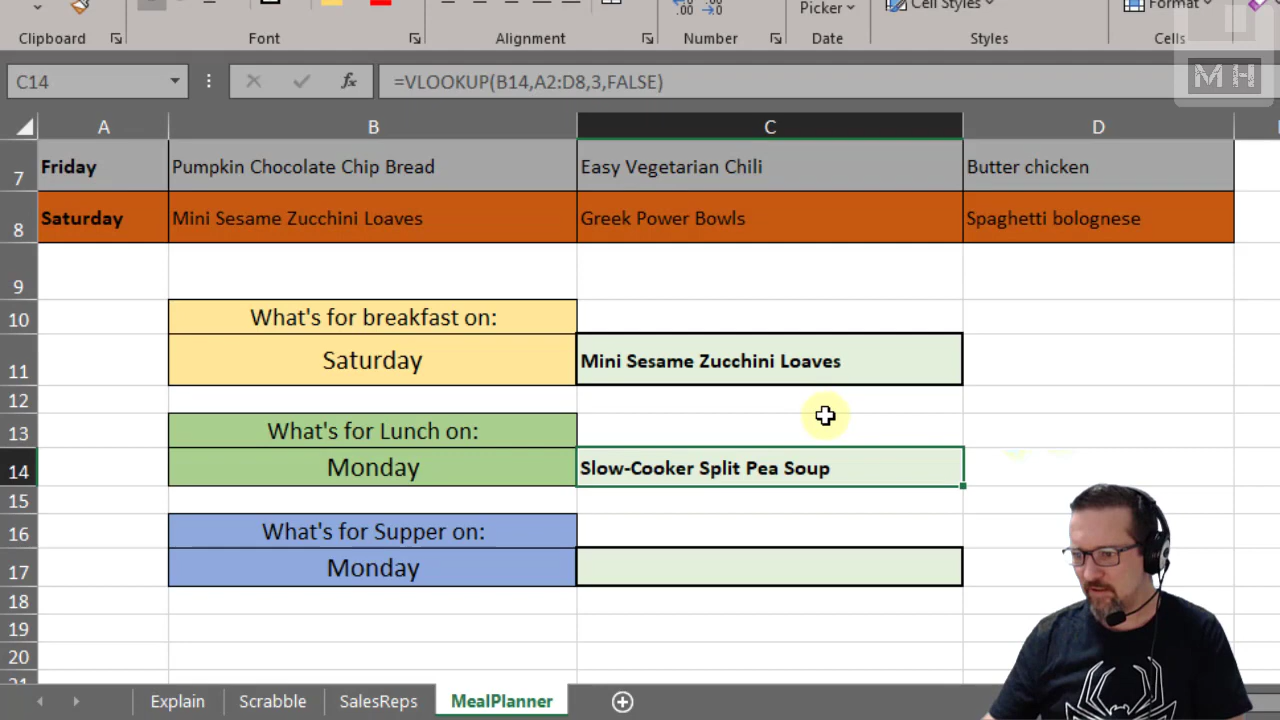 Clipboard Font Alignment Number Picker Date Cell Styles Styles Format Cells
MH
C14 fx =VLOOKUP(B14,A2:D8,3,FALSE)
A B C D
7 Friday Pumpkin Chocolate Chip Bread Easy Vegetarian Chili Butter chicken
8 Saturday Mini Sesame Zucchini Loaves Greek Power Bowls Spaghetti bolognese
9
10 What's for breakfast on:
11 Saturday Mini Sesame Zucchini Loaves
12
13 What's for Lunch on:
14 Monday Slow-Cooker Split Pea Soup
15
16 What's for Supper on:
17 Monday
18
19
20
Explain Scrabble SalesReps MealPlanner